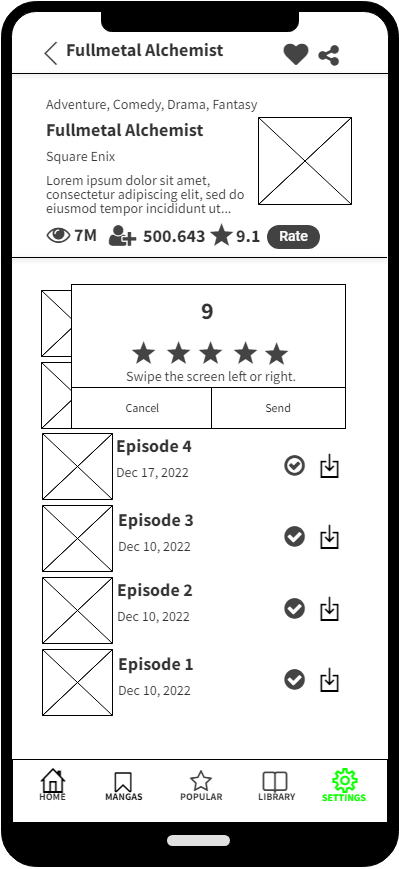 Fullmetal Alchemist
Adventure, Comedy, Drama, Fantasy
Fullmetal Alchemist
Square Enix
Lorem ipsum dolor sit amet,
consectetur adipiscing elit, sed do
eiusmod tempor incididunt ut...
7M 500.643 9.1 Rate
9
Swipe the screen left or right.
Cancel Send
Episode 4
Dec 17, 2022
Episode 3
Dec 10, 2022
Episode 2
Dec 10, 2022
Episode 1
Dec 10, 2022
HOME MANGAS POPULAR LIBRARY SETTINGS